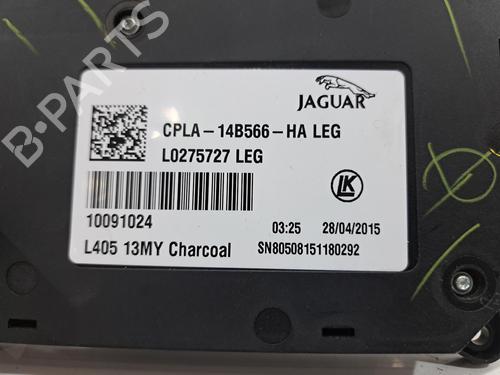 JAGUAR
CPLA-14B566-HA LEG
L0275727 LEG
LK
10091024
03:25 28/04/2015
L405 13MY Charcoal
SN80508151180292
B-PARTS